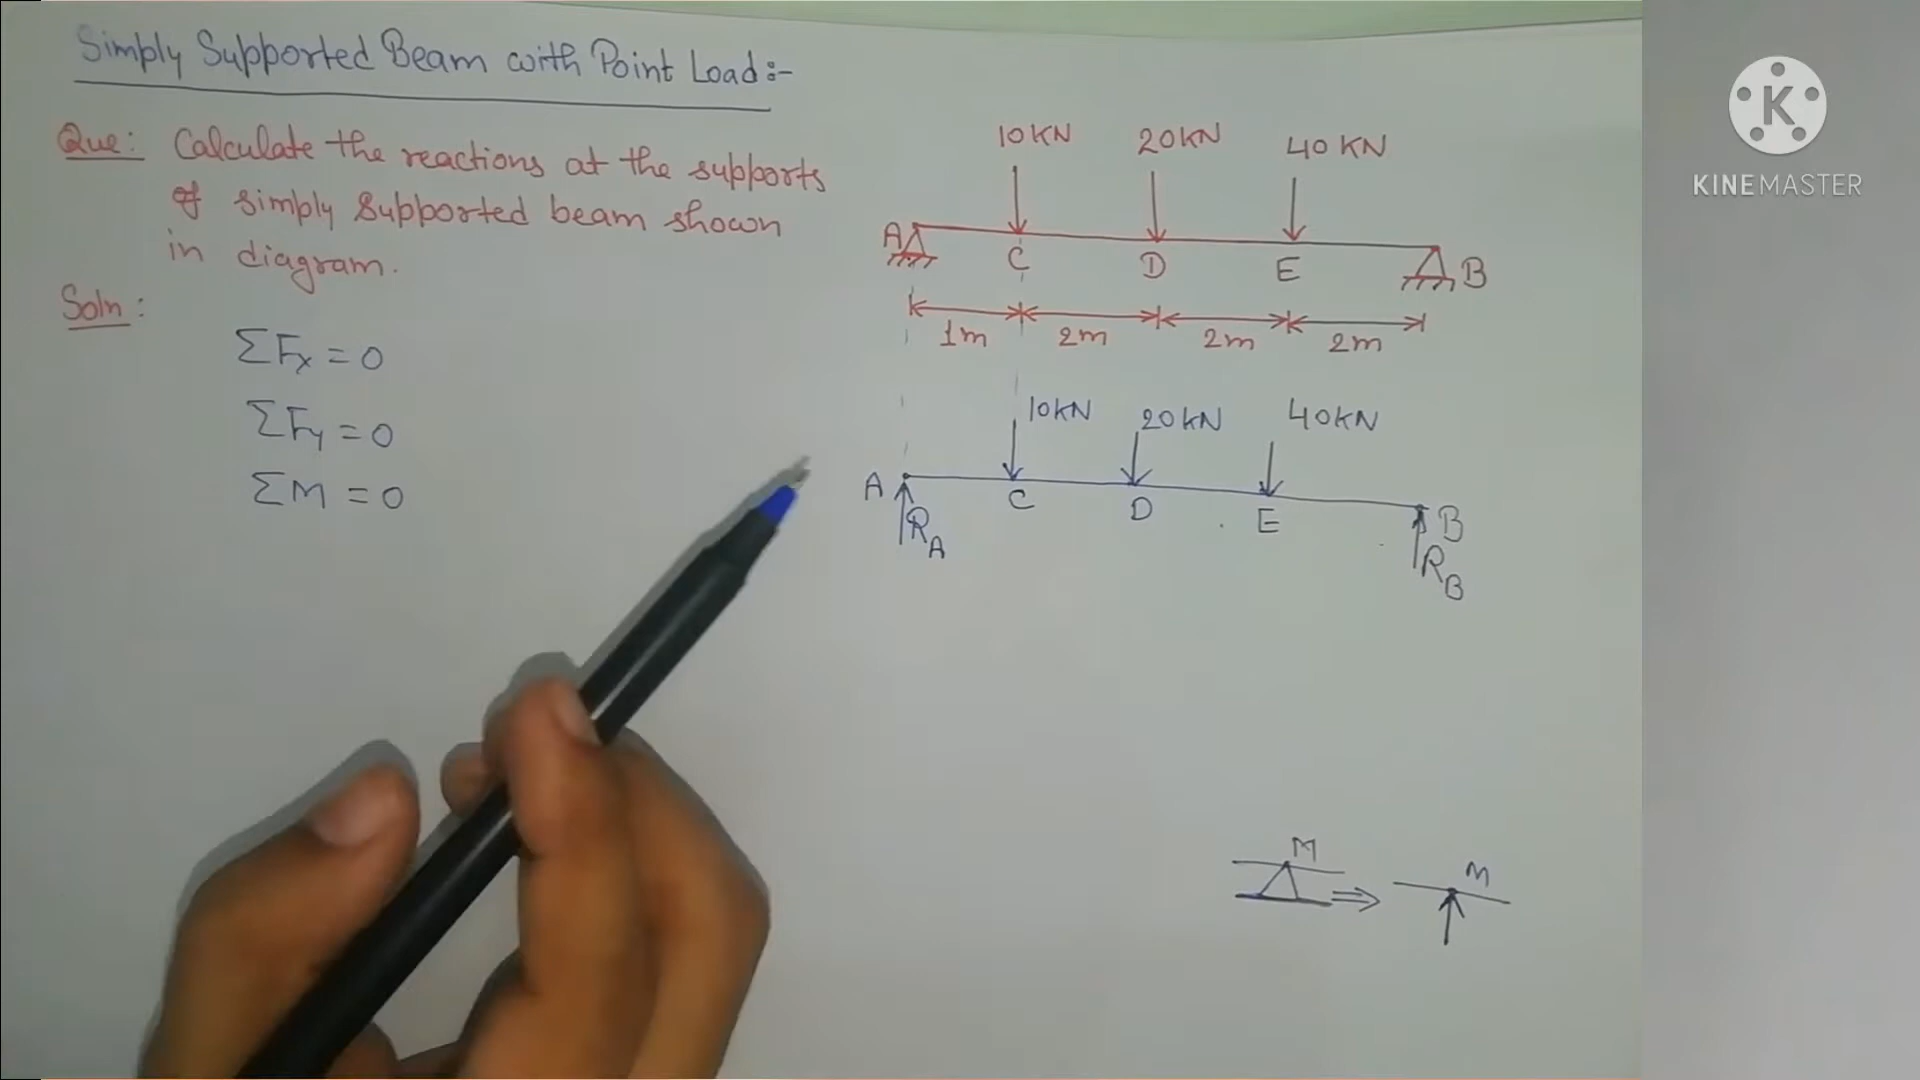 Simply Supported Beam with Point Load:-
Que: Calculate the reactions at the supports
of simply supported beam shown
in diagram.
Soln:
ΣFx = 0
ΣFy = 0
ΣM = 0
10KN 20KN 40KN
A C D E B
1m 2m 2m 2m
10KN 20KN 40KN
A C D E B
RA RB
M M
K
KINEMASTER